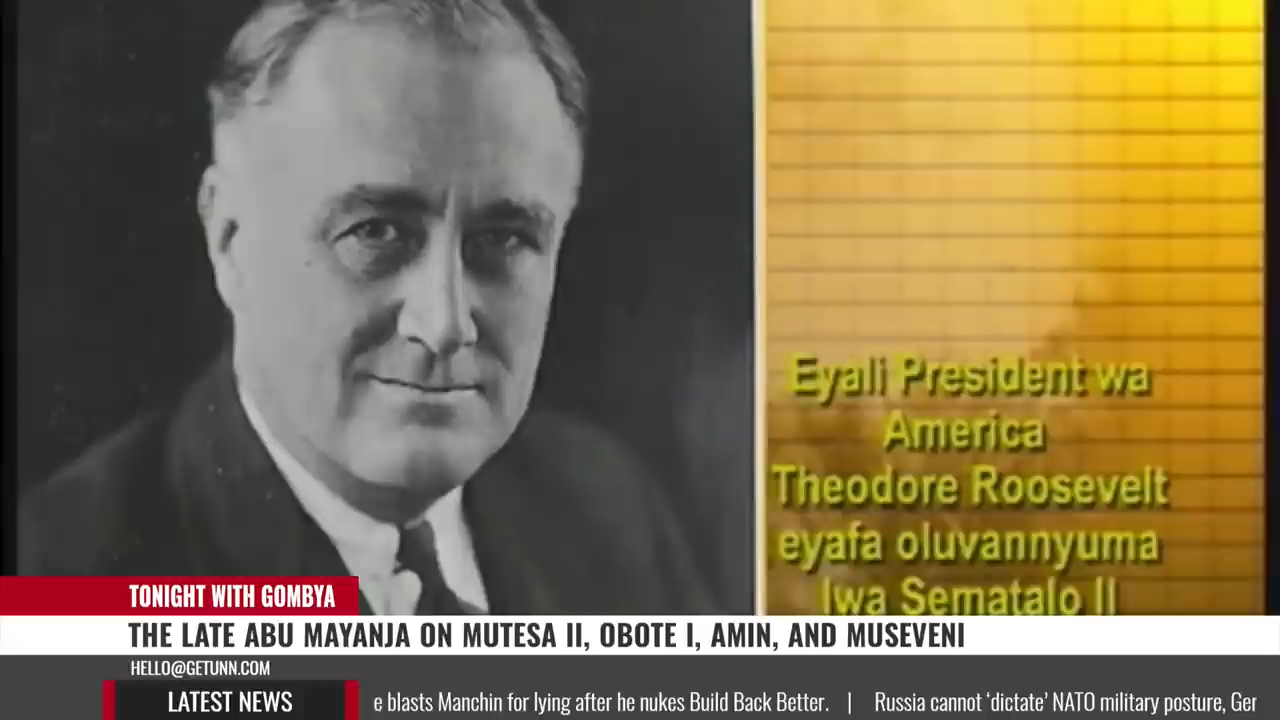 Eyali President wa
America
Theodore Roosevelt
eyafa oluvannyuma
lwa Sematalo II
TONIGHT WITH GOMBYA
THE LATE ABU MAYANJA ON MUTESA II, OBOTE I, AMIN, AND MUSEVENI
HELLO@GETUNN.COM
LATEST NEWS
e blasts Manchin for lying after he nukes Build Back Better. | Russia cannot ‘dictate’ NATO military posture, Ger